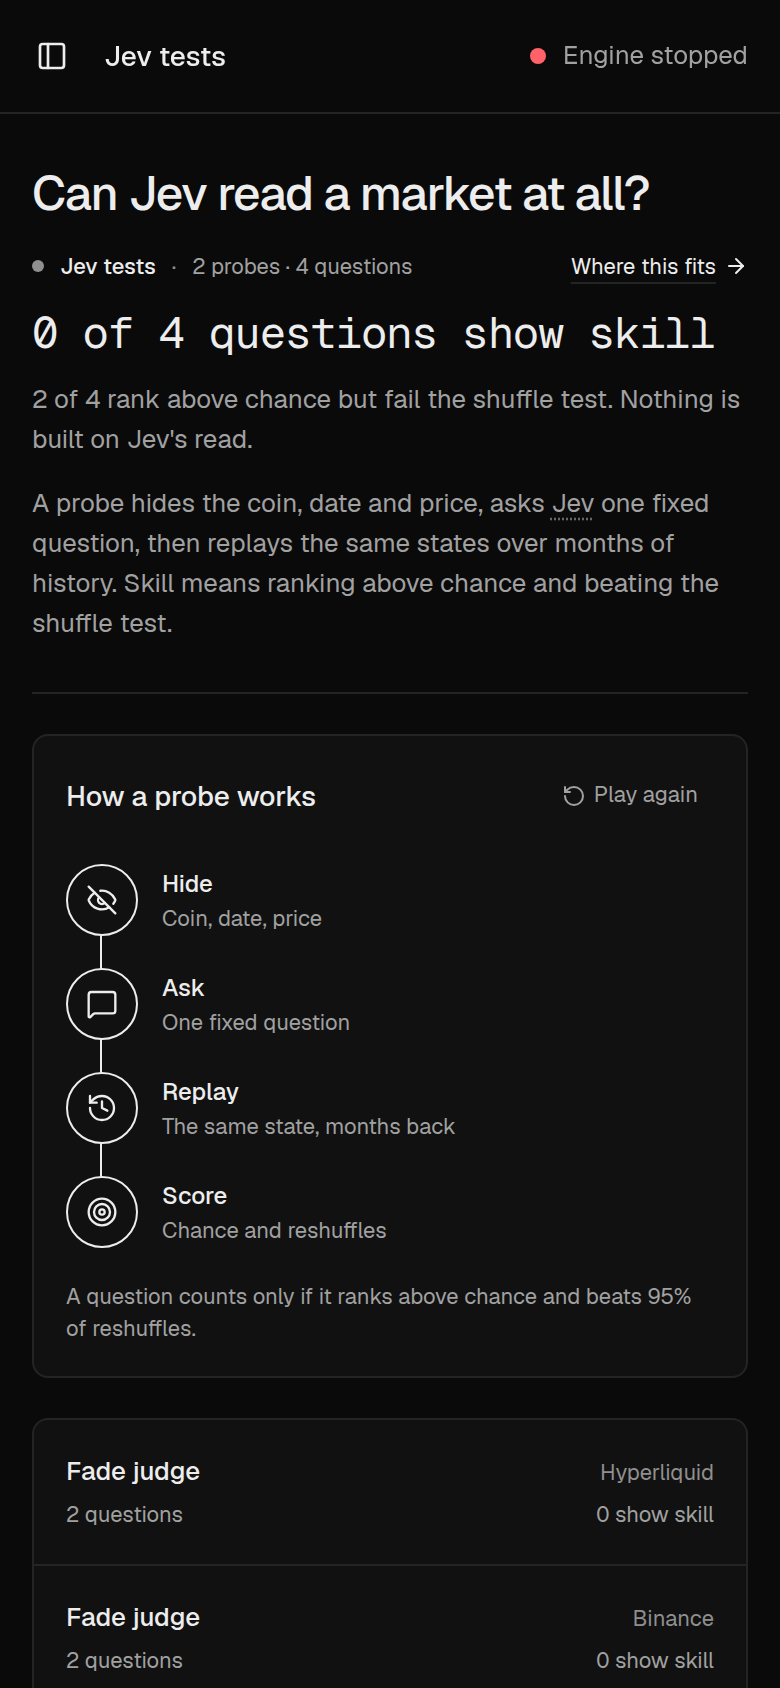 Jev tests
Engine stopped
Can Jev read a market at all?
Jev tests · 2 probes · 4 questions
Where this fits →
0 of 4 questions show skill
2 of 4 rank above chance but fail the shuffle test. Nothing is
built on Jev's read.
A probe hides the coin, date and price, asks Jev one fixed
question, then replays the same states over months of
history. Skill means ranking above chance and beating the
shuffle test.
How a probe works
Play again
Hide
Coin, date, price
Ask
One fixed question
Replay
The same state, months back
Score
Chance and reshuffles
A question counts only if it ranks above chance and beats 95%
of reshuffles.
Fade judge
Hyperliquid
2 questions
0 show skill
Fade judge
Binance
2 questions
0 show skill